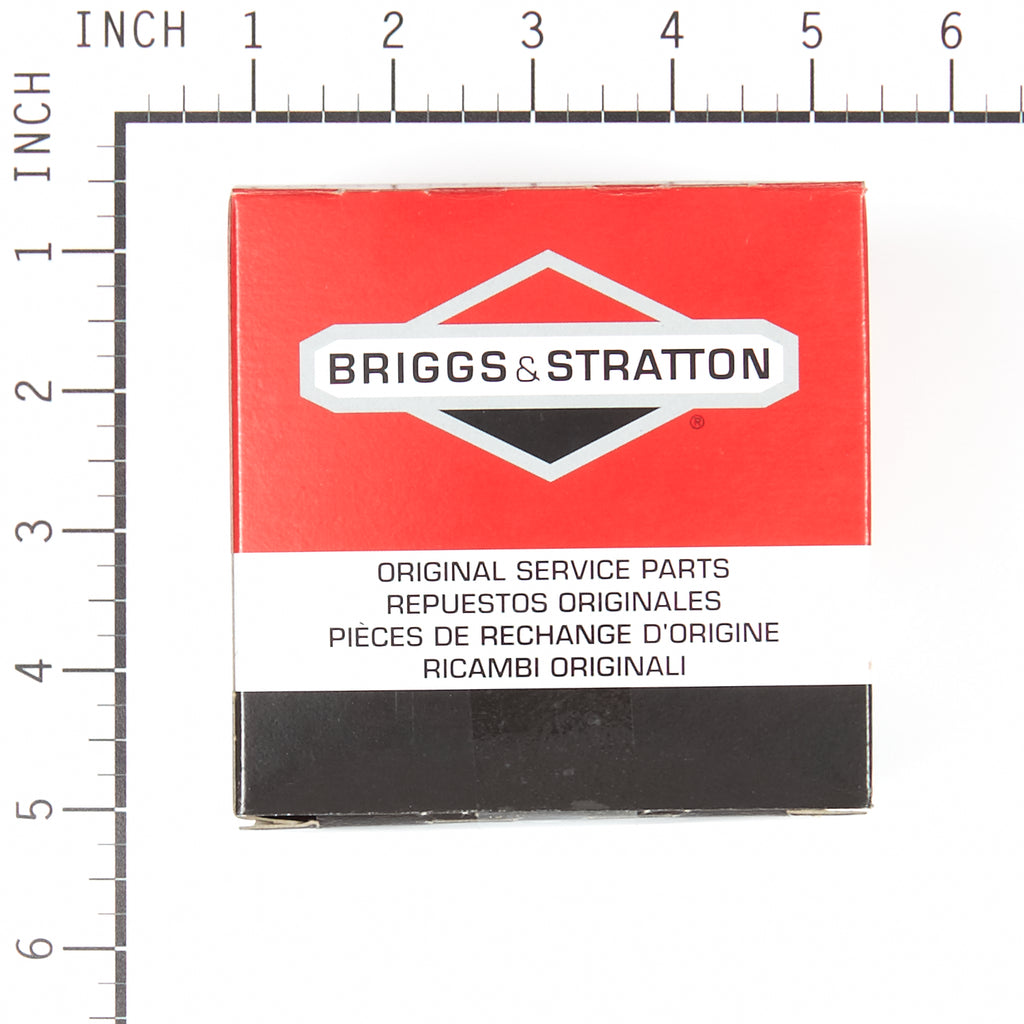 INCH 1 2 3 4 5 6
INCH
1
2
3
4
5
6
BRIGGS & STRATTON
®
ORIGINAL SERVICE PARTS
REPUESTOS ORIGINALES
PIÈCES DE RECHANGE D'ORIGINE
RICAMBI ORIGINALI